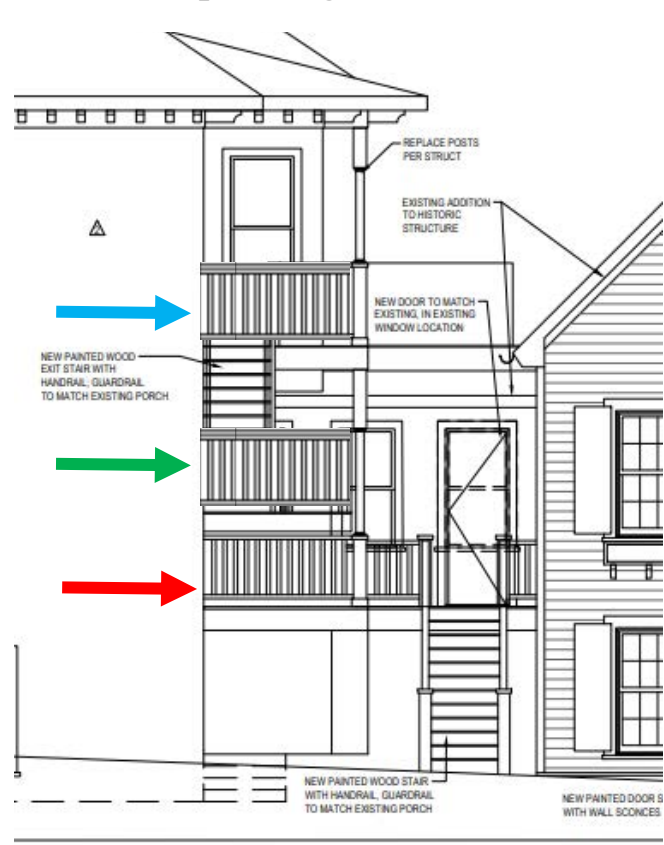 REPLACE POSTS
PER STRUCT
EXISTING ADDITION
TO HISTORIC
STRUCTURE
2
NEW DOOR TO MATCH
EXISTING, IN EXISTING
WINDOW LOCATION
NEW PAINTED WOOD
EXIT STAIR WITH
HANDRAIL, GUARDRAIL
TO MATCH EXISTING PORCH
NEW PAINTED WOOD STAIR
WITH HANDRAIL, GUARDRAIL
TO MATCH EXISTING PORCH
NEW PAINTED DOOR S
WITH WALL SCONCES